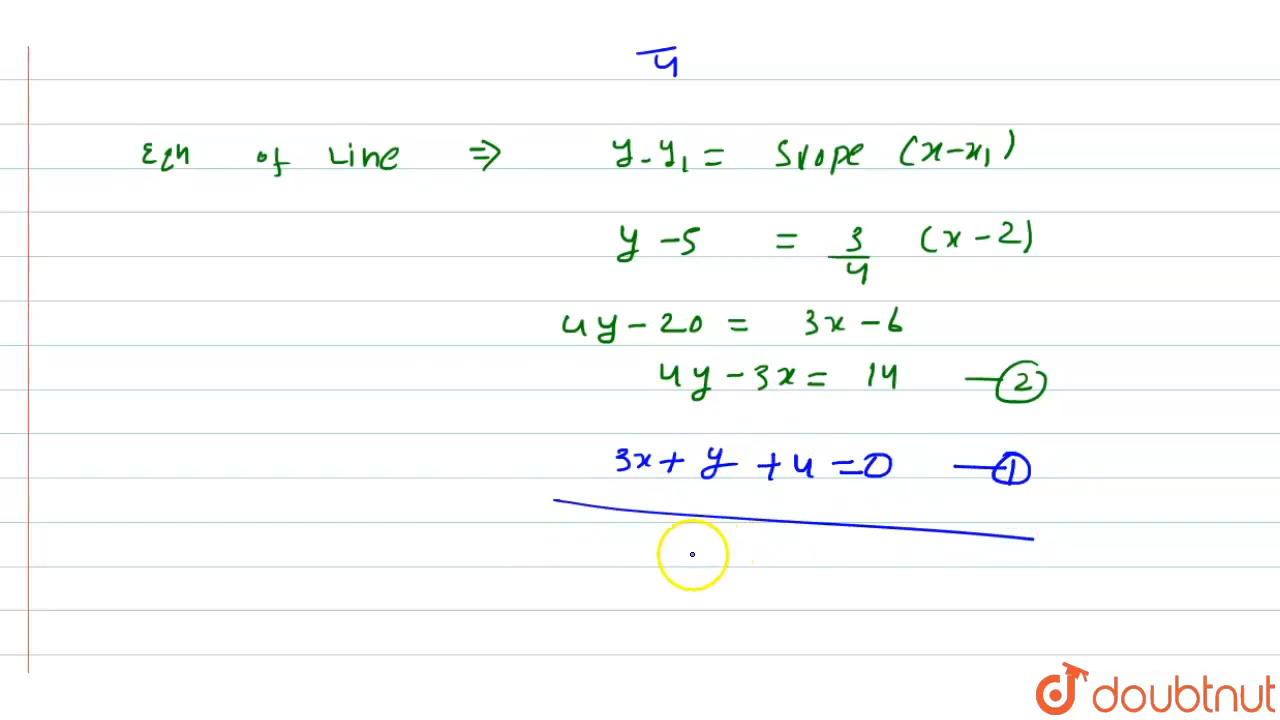 4
Eqn of Line ⇒ y-y₁ = Slope (x-x₁)
y-5 = 3/4 (x-2)
4y-20 = 3x-6
4y-3x = 14 —②
3x+y+4=0 —①
doubtnut